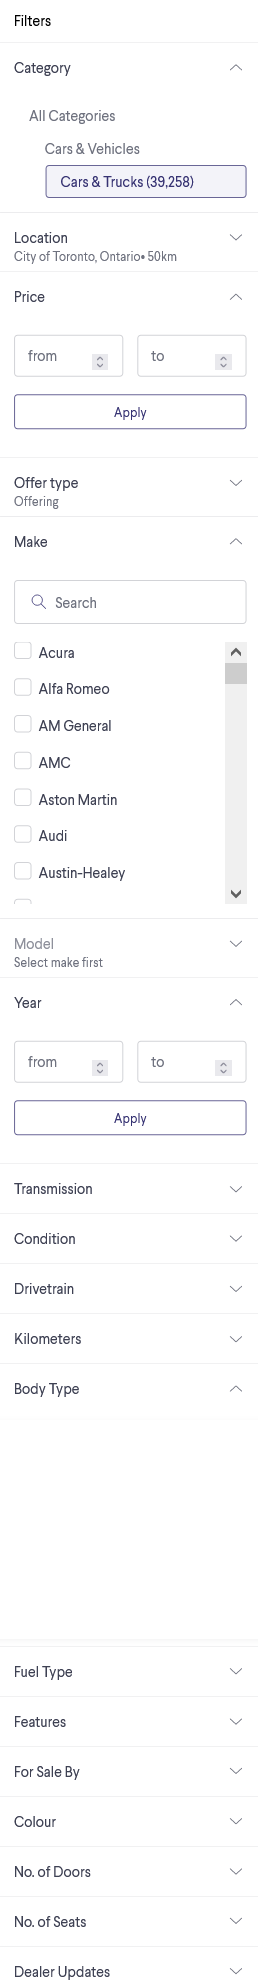 Filters
Category
All Categories
Cars & Vehicles
Cars & Trucks (39,258)
Location
City of Toronto, Ontario• 50km
Price
from
to
Apply
Offer type
Offering
Make
Search
Acura
Alfa Romeo
AM General
AMC
Aston Martin
Audi
Austin-Healey
Model
Select make first
Year
from
to
Apply
Transmission
Condition
Drivetrain
Kilometers
Body Type
Fuel Type
Features
For Sale By
Colour
No. of Doors
No. of Seats
Dealer Updates